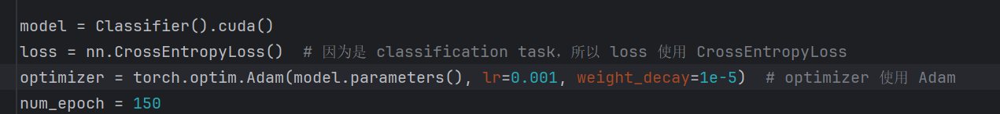 model = Classifier().cuda()
loss = nn.CrossEntropyLoss()  # 因为是 classification task，所以 loss 使用 CrossEntropyLoss
optimizer = torch.optim.Adam(model.parameters(), lr=0.001, weight_decay=1e-5)  # optimizer 使用 Adam
num_epoch = 150